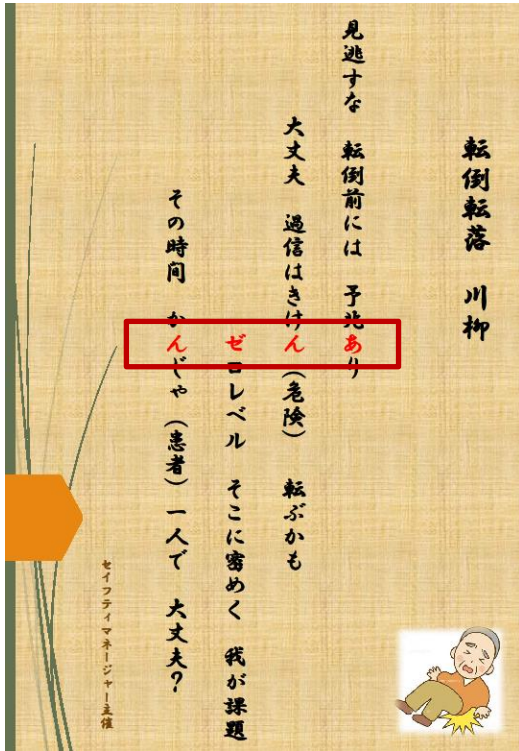 転倒転落　川柳
見逃すな　転倒前には　予兆あり
大丈夫　過信はきけん（危険）　転ぶかも
ゼロレベル　そこに密めく　我が課題
その時間　かんじゃ（患者）一人で　大丈夫？
セイフティマネージャー主催